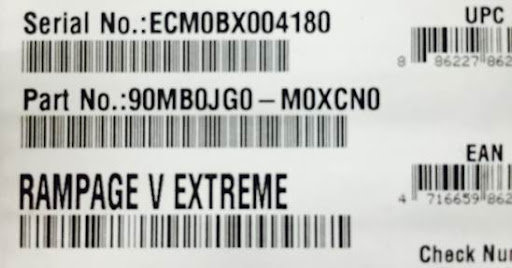 Serial No.:ECM0BX004180
UPC
8 86227 862
Part No.:90MB0JG0-M0XCN0
EAN
RAMPAGE V EXTREME
4 716659 862
Check Nu